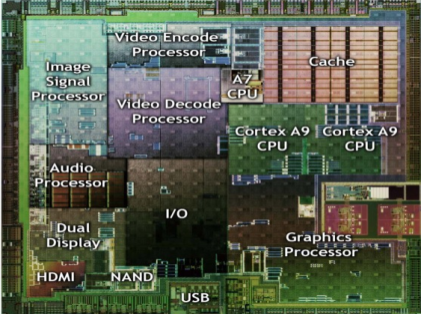 Video Encode
Processor
Cache
Image
Signal
Processor
A7
CPU
Video Decode
Processor
Cortex A9
CPU
Cortex A9
CPU
Audio
Processor
I/O
Dual
Display
Graphics
Processor
HDMI
NAND
USB